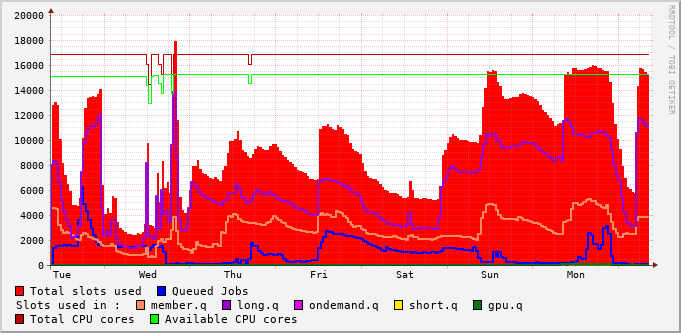 20000
18000
16000
14000
12000
10000
8000
6000
4000
2000
0
Tue Wed Thu Fri Sat Sun Mon
RRDTOOL / TOBI OETIKER
Total slots used Queued Jobs
Slots used in : member.q long.q ondemand.q short.q gpu.q
Total CPU cores Available CPU cores